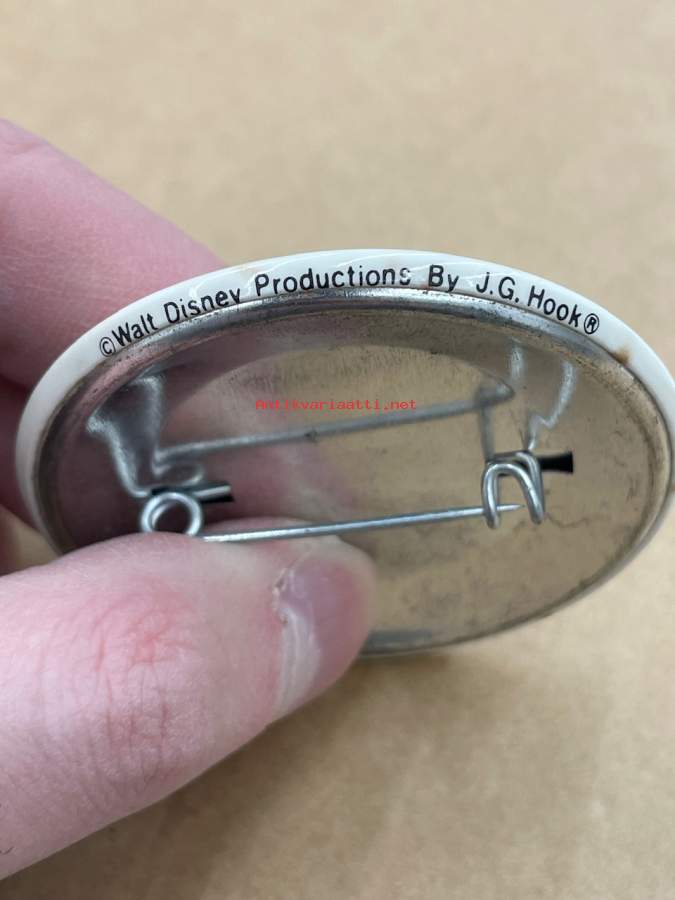 ©Walt Disney Productions By J.G. Hook®
Antikvariaatti.net